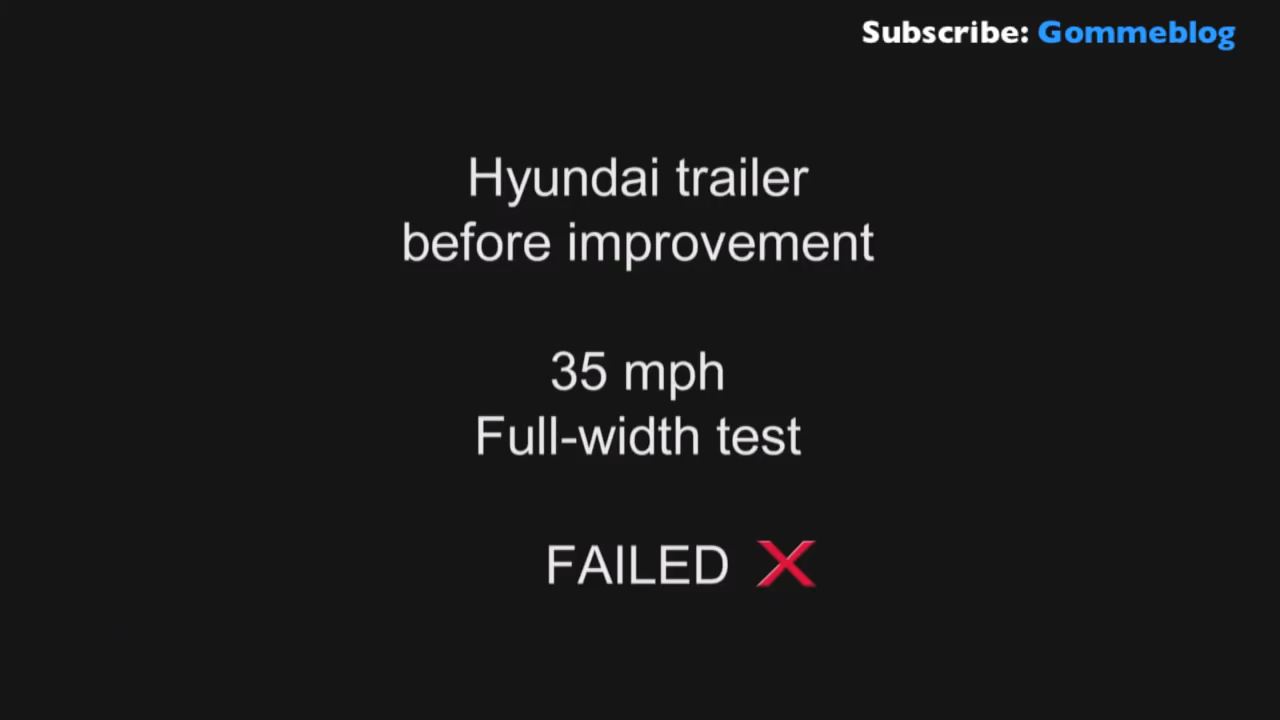 Subscribe: Gommeblog
Hyundai trailer
before improvement
35 mph
Full-width test
FAILED